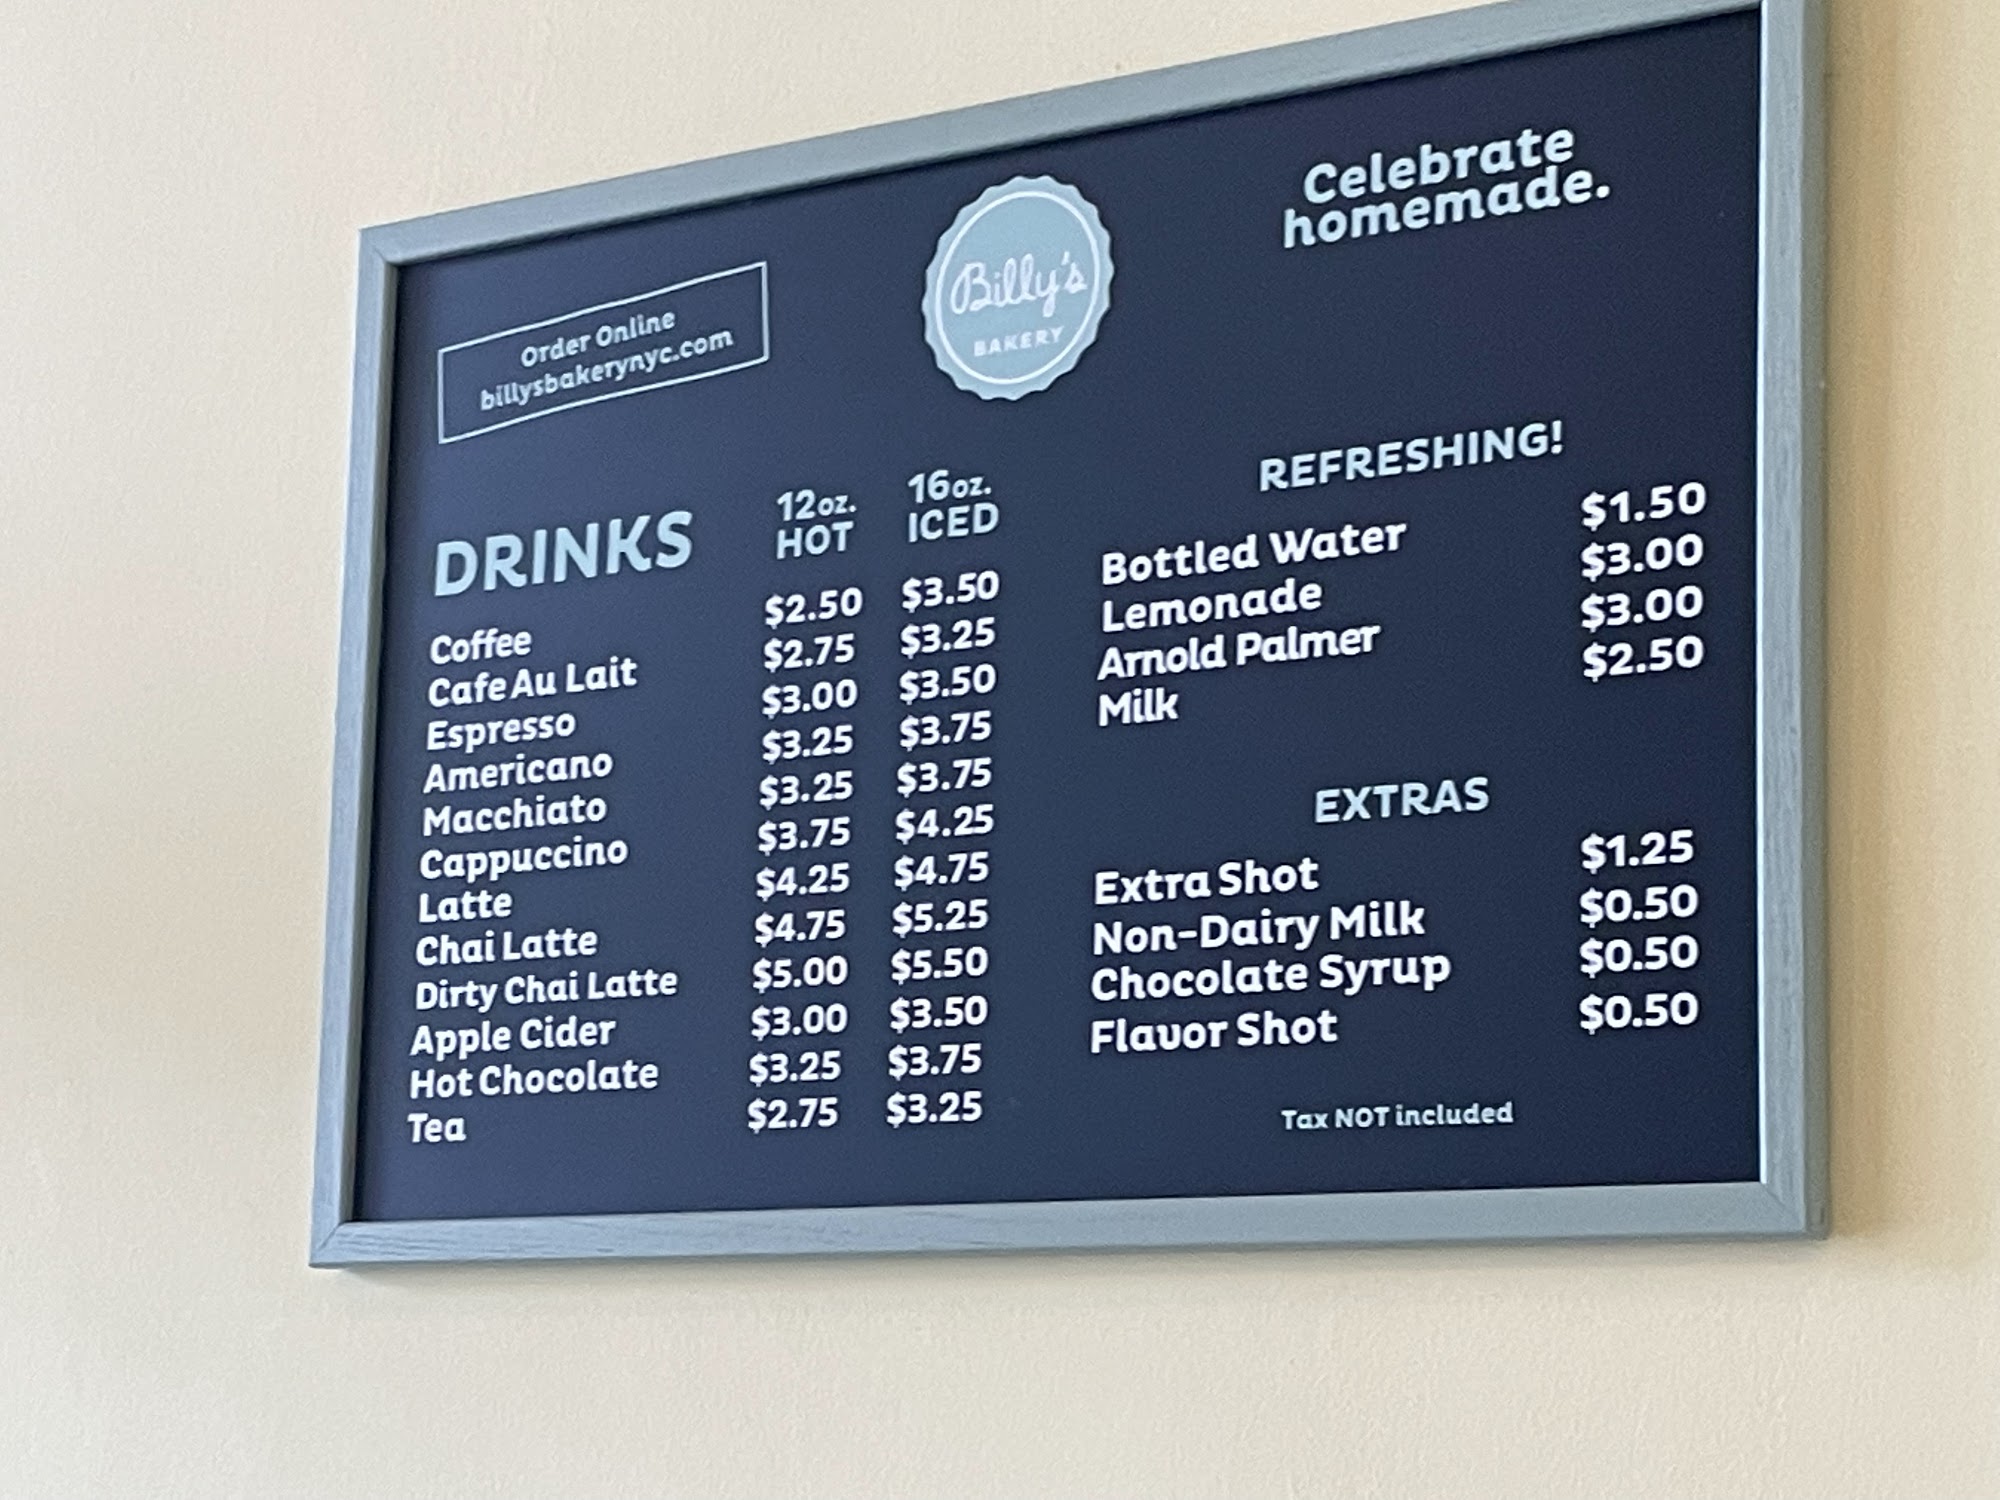 Order Online
billysbakerynyc.com
Billy's
BAKERY
Celebrate
homemade.
DRINKS 12oz. HOT 16oz. ICED
Coffee $2.50 $3.50
Cafe Au Lait $2.75 $3.25
Espresso $3.00 $3.50
Americano $3.25 $3.75
Macchiato $3.25 $3.75
Cappuccino $3.75 $4.25
Latte $4.25 $4.75
Chai Latte $4.75 $5.25
Dirty Chai Latte $5.00 $5.50
Apple Cider $3.00 $3.50
Hot Chocolate $3.25 $3.75
Tea $2.75 $3.25
REFRESHING!
Bottled Water $1.50
Lemonade $3.00
Arnold Palmer $3.00
Milk $2.50
EXTRAS
Extra Shot $1.25
Non-Dairy Milk $0.50
Chocolate Syrup $0.50
Flavor Shot $0.50
Tax NOT included